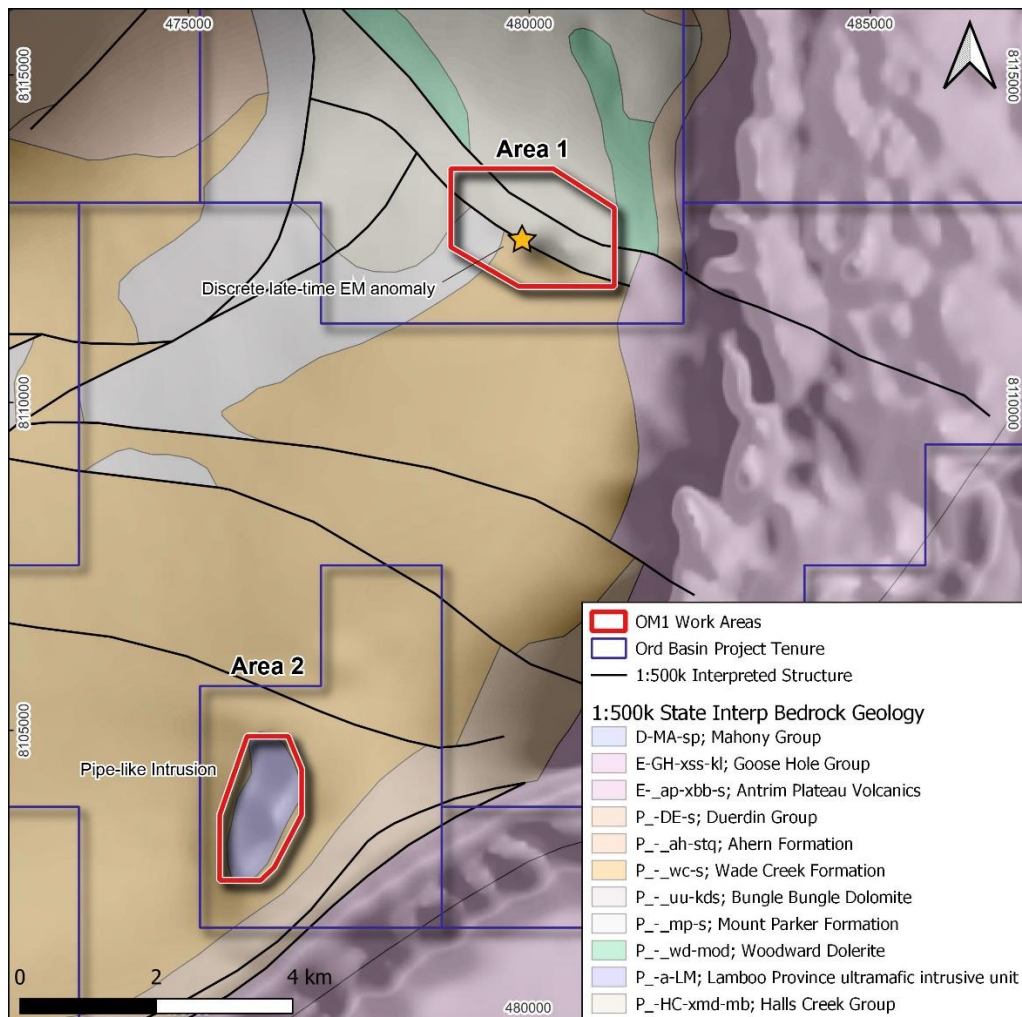 475000
480000
485000
8115000
8115000
Area 1
Discrete late-time EM anomaly
8110000
8110000
Area 2
8105000
Pipe-like Intrusion
0
2
4 km
480000
OM1 Work Areas
Ord Basin Project Tenure
1:500k Interpreted Structure
1:500k State Interp Bedrock Geology
D-MA-sp; Mahony Group
E-GH-xss-kl; Goose Hole Group
E-_ap-xbb-s; Antrim Plateau Volcanics
P_-DE-s; Duerdin Group
P_-_ah-stq; Ahern Formation
P_-_wc-s; Wade Creek Formation
P_-_uu-kds; Bungle Bungle Dolomite
P_-_mp-s; Mount Parker Formation
P_-_wd-mod; Woodward Dolerite
P_-a-LM; Lamboo Province ultramafic intrusive unit
P_-HC-xmd-mb; Halls Creek Group